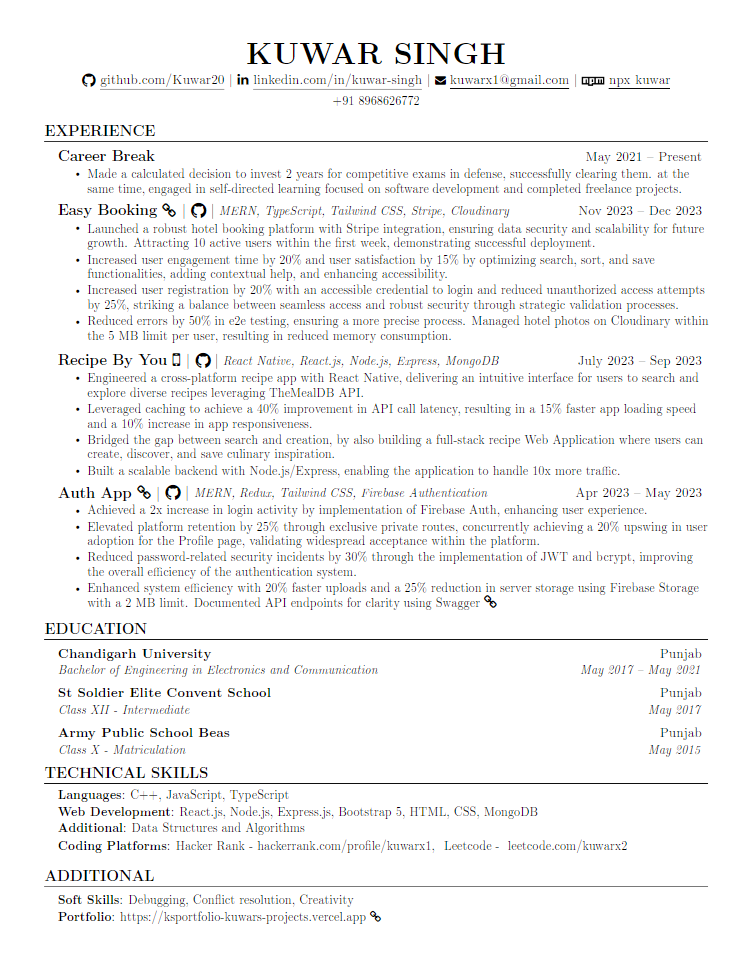 KUWAR SINGH
github.com/Kuwar20 | linkedin.com/in/kuwar-singh | kuwarx1@gmail.com | npm npx kuwar
+91 8968626772
EXPERIENCE
Career Break May 2021 – Present
• Made a calculated decision to invest 2 years for competitive exams in defense, successfully clearing them. at the
same time, engaged in self-directed learning focused on software development and completed freelance projects.
Easy Booking | | MERN, TypeScript, Tailwind CSS, Stripe, Cloudinary Nov 2023 – Dec 2023
• Launched a robust hotel booking platform with Stripe integration, ensuring data security and scalability for future
growth. Attracting 10 active users within the first week, demonstrating successful deployment.
• Increased user engagement time by 20% and user satisfaction by 15% by optimizing search, sort, and save
functionalities, adding contextual help, and enhancing accessibility.
• Increased user registration by 20% with an accessible credential to login and reduced unauthorized access attempts
by 25%, striking a balance between seamless access and robust security through strategic validation processes.
• Reduced errors by 50% in e2e testing, ensuring a more precise process. Managed hotel photos on Cloudinary within
the 5 MB limit per user, resulting in reduced memory consumption.
Recipe By You | | React Native, React.js, Node.js, Express, MongoDB July 2023 – Sep 2023
• Engineered a cross-platform recipe app with React Native, delivering an intuitive interface for users to search and
explore diverse recipes leveraging TheMealDB API.
• Leveraged caching to achieve a 40% improvement in API call latency, resulting in a 15% faster app loading speed
and a 10% increase in app responsiveness.
• Bridged the gap between search and creation, by also building a full-stack recipe Web Application where users can
create, discover, and save culinary inspiration.
• Built a scalable backend with Node.js/Express, enabling the application to handle 10x more traffic.
Auth App | | MERN, Redux, Tailwind CSS, Firebase Authentication Apr 2023 – May 2023
• Achieved a 2x increase in login activity by implementation of Firebase Auth, enhancing user experience.
• Elevated platform retention by 25% through exclusive private routes, concurrently achieving a 20% upswing in user
adoption for the Profile page, validating widespread acceptance within the platform.
• Reduced password-related security incidents by 30% through the implementation of JWT and bcrypt, improving
the overall efficiency of the authentication system.
• Enhanced system efficiency with 20% faster uploads and a 25% reduction in server storage using Firebase Storage
with a 2 MB limit. Documented API endpoints for clarity using Swagger
EDUCATION
Chandigarh University Punjab
Bachelor of Engineering in Electronics and Communication May 2017 – May 2021
St Soldier Elite Convent School Punjab
Class XII - Intermediate May 2017
Army Public School Beas Punjab
Class X - Matriculation May 2015
TECHNICAL SKILLS
Languages: C++, JavaScript, TypeScript
Web Development: React.js, Node.js, Express.js, Bootstrap 5, HTML, CSS, MongoDB
Additional: Data Structures and Algorithms
Coding Platforms: Hacker Rank - hackerrank.com/profile/kuwarx1, Leetcode - leetcode.com/kuwarx2
ADDITIONAL
Soft Skills: Debugging, Conflict resolution, Creativity
Portfolio: https://ksportfolio-kuwars-projects.vercel.app